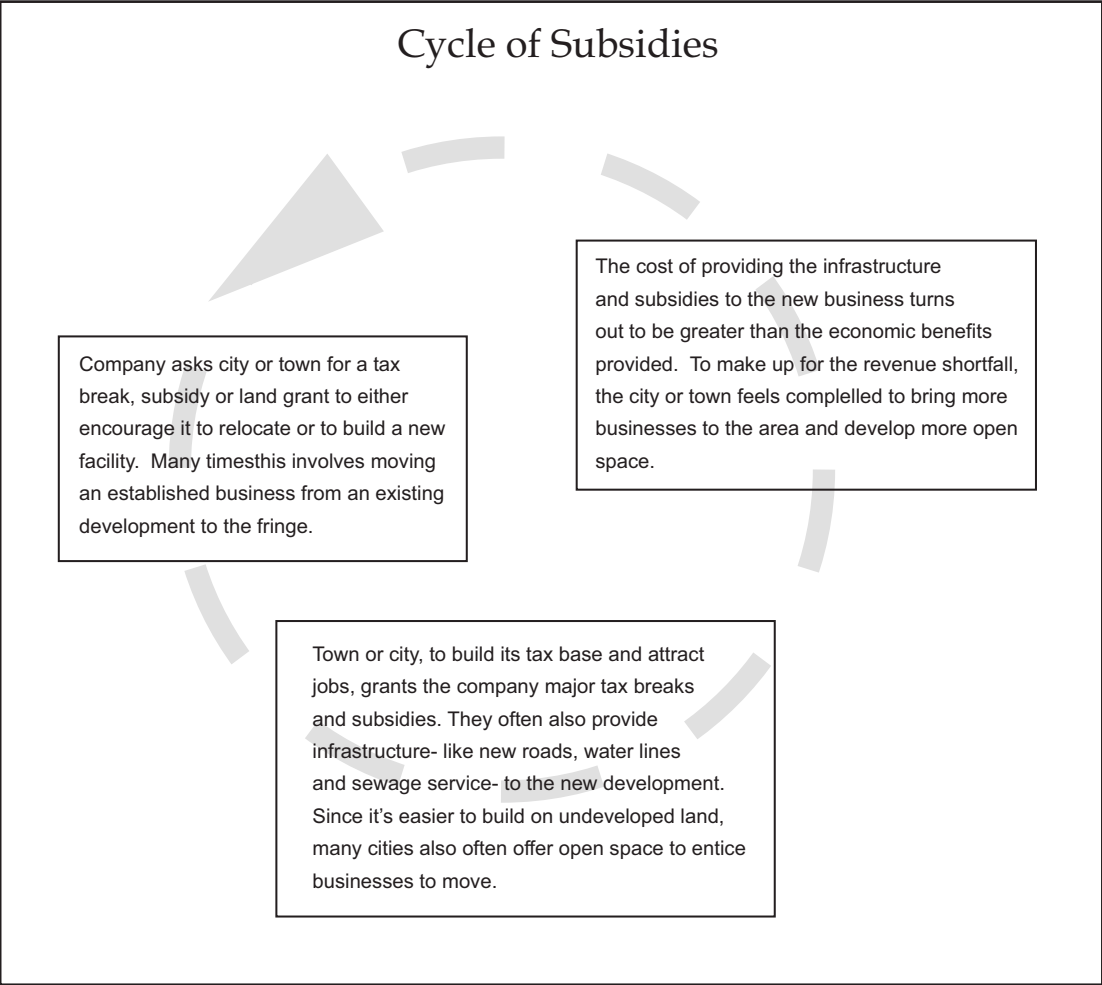 Cycle of Subsidies
Company asks city or town for a tax
break, subsidy or land grant to either
encourage it to relocate or to build a new
facility.  Many timesthis involves moving
an established business from an existing
development to the fringe.
Town or city, to build its tax base and attract
jobs, grants the company major tax breaks
and subsidies. They often also provide
infrastructure- like new roads, water lines
and sewage service- to the new development.
Since it’s easier to build on undeveloped land,
many cities also often offer open space to entice
businesses to move.
The cost of providing the infrastructure
and subsidies to the new business turns
out to be greater than the economic benefits
provided.  To make up for the revenue shortfall,
the city or town feels complelled to bring more
businesses to the area and develop more open
space.